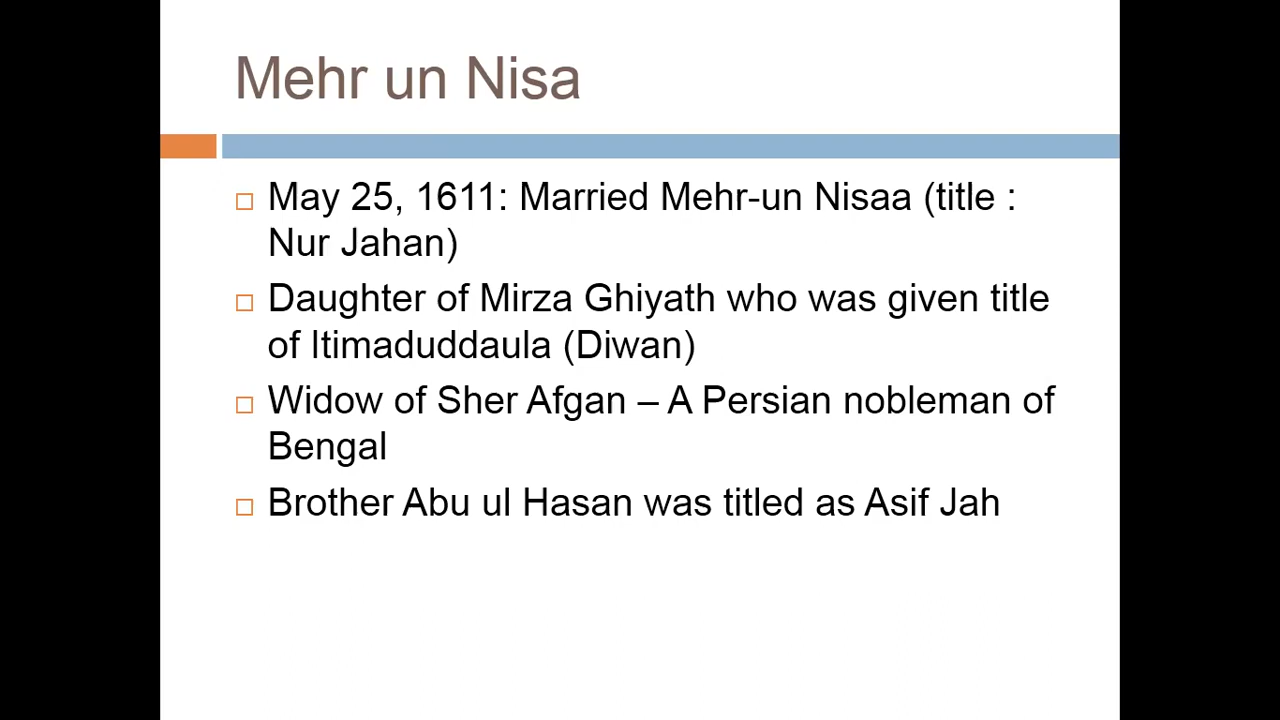 Mehr un Nisa
May 25, 1611: Married Mehr-un Nisaa (title :
Nur Jahan)
Daughter of Mirza Ghiyath who was given title
of Itimaduddaula (Diwan)
Widow of Sher Afgan – A Persian nobleman of
Bengal
Brother Abu ul Hasan was titled as Asif Jah